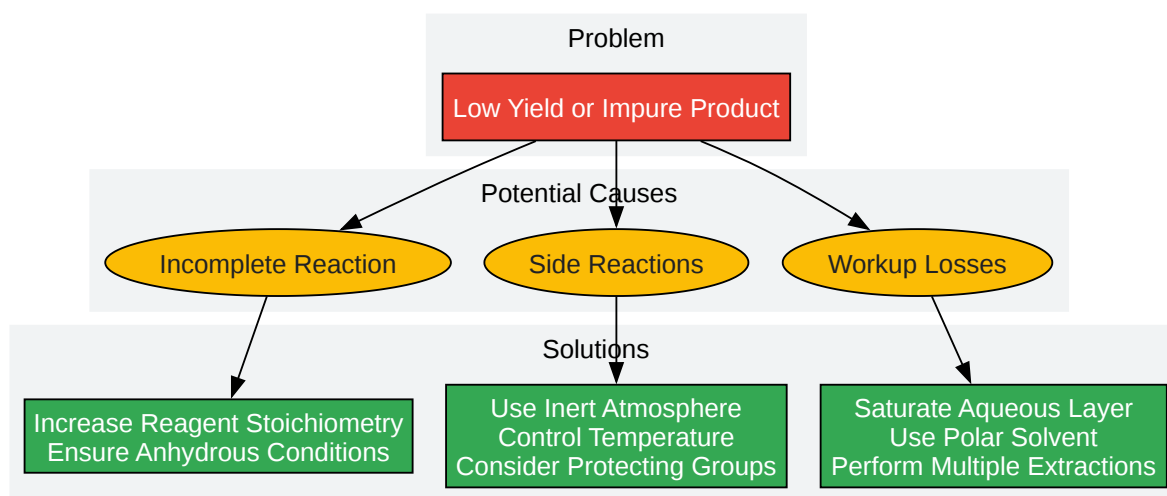 Problem
Low Yield or Impure Product
Potential Causes
Incomplete Reaction
Side Reactions
Workup Losses
Solutions
Increase Reagent Stoichiometry
Ensure Anhydrous Conditions
Use Inert Atmosphere
Control Temperature
Consider Protecting Groups
Saturate Aqueous Layer
Use Polar Solvent
Perform Multiple Extractions